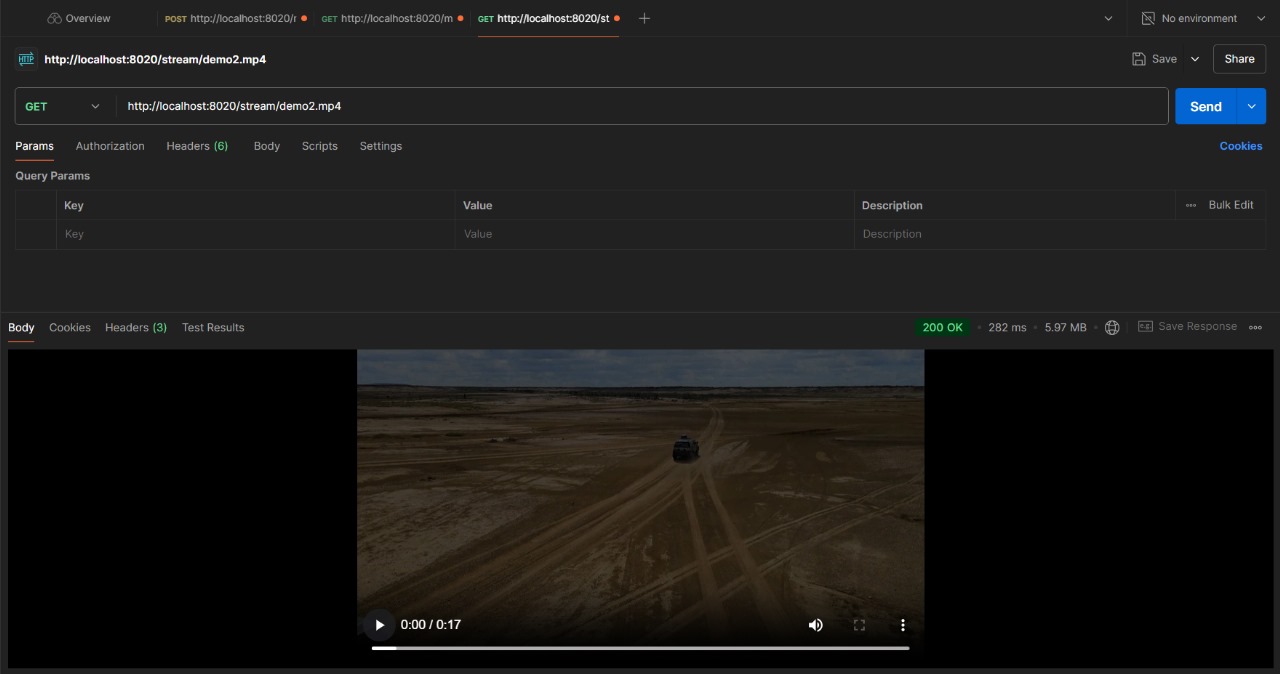 Overview POST http://localhost:8020/r GET http://localhost:8020/m GET http://localhost:8020/st No environment
HTTP http://localhost:8020/stream/demo2.mp4 Save Share
GET http://localhost:8020/stream/demo2.mp4 Send
Params Authorization Headers (6) Body Scripts Settings Cookies
Query Params
Key Value Description Bulk Edit
Key Value Description
Body Cookies Headers (3) Test Results 200 OK 282 ms 5.97 MB Save Response
0:00 / 0:17